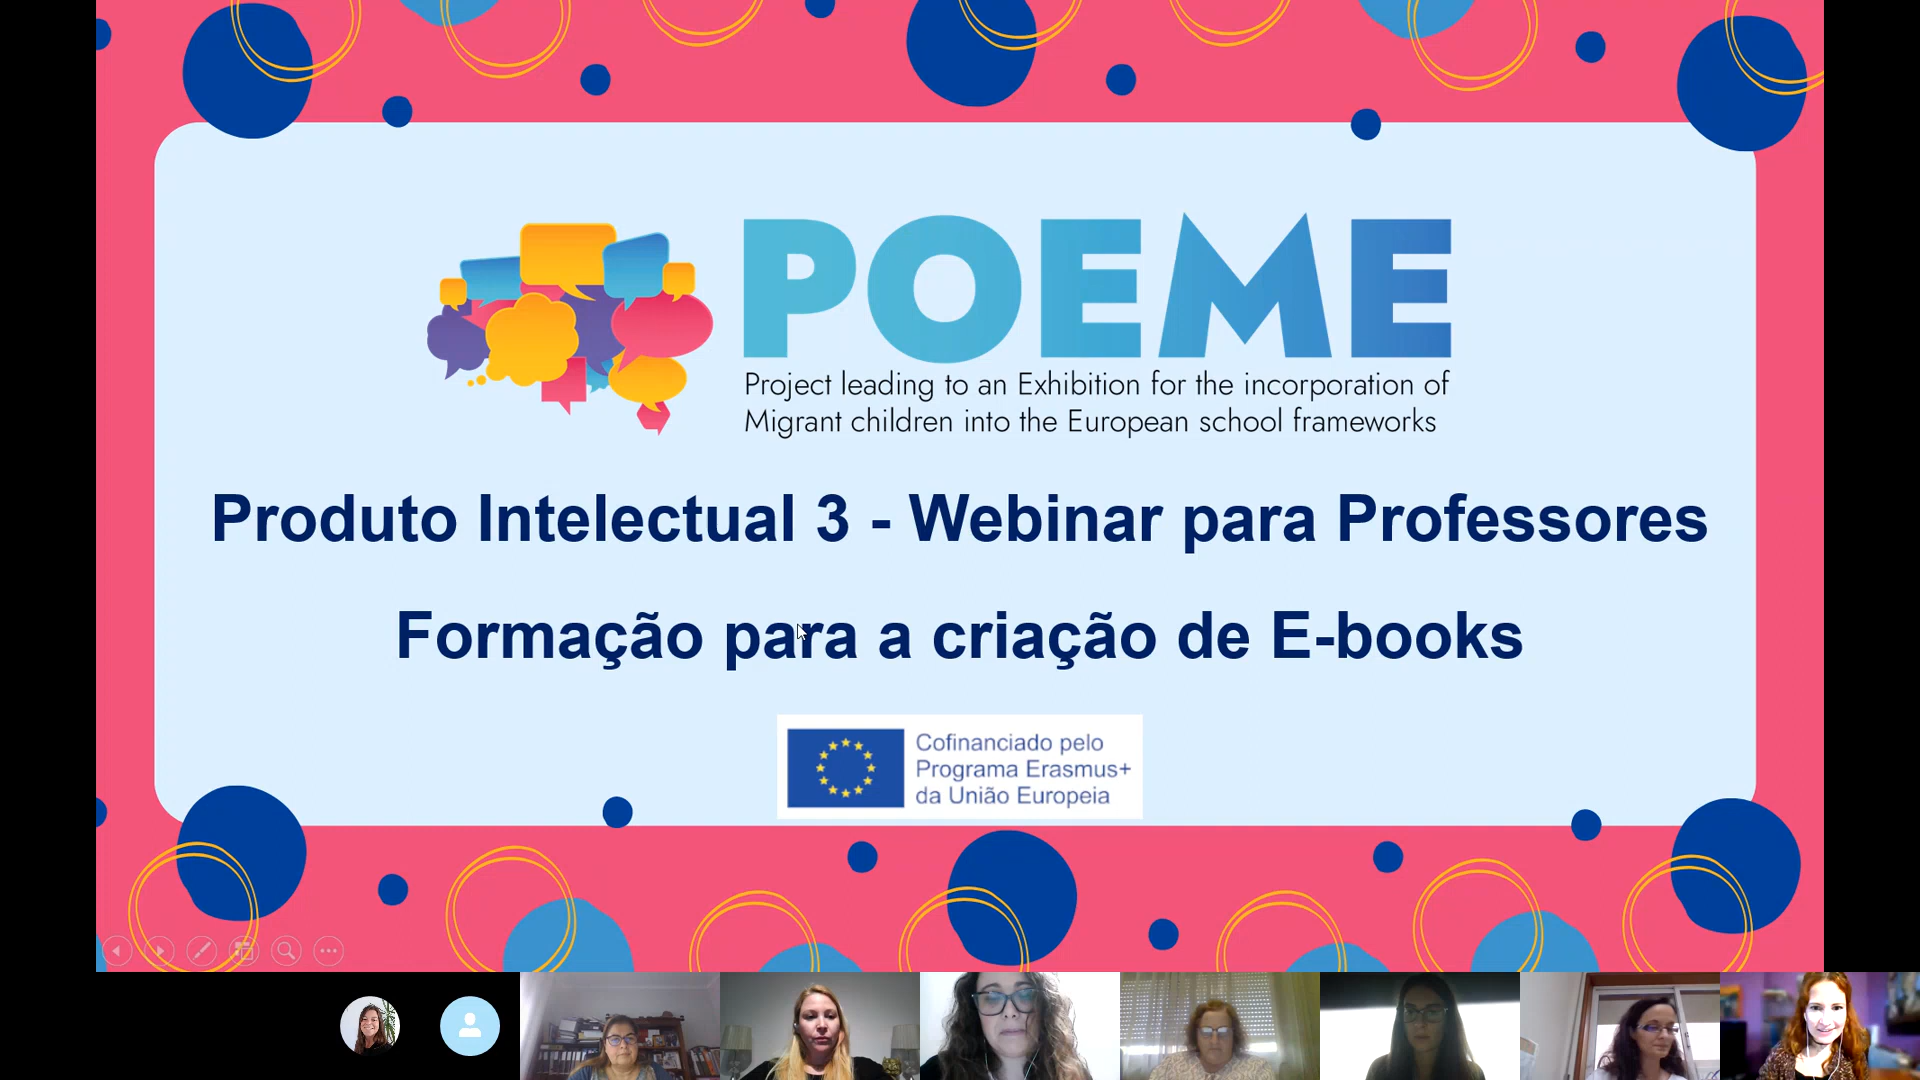 POEME
Project leading to an Exhibition for the incorporation of
Migrant children into the European school frameworks
Produto Intelectual 3 - Webinar para Professores
Formação para a criação de E-books
Cofinanciado pelo
Programa Erasmus+
da União Europeia